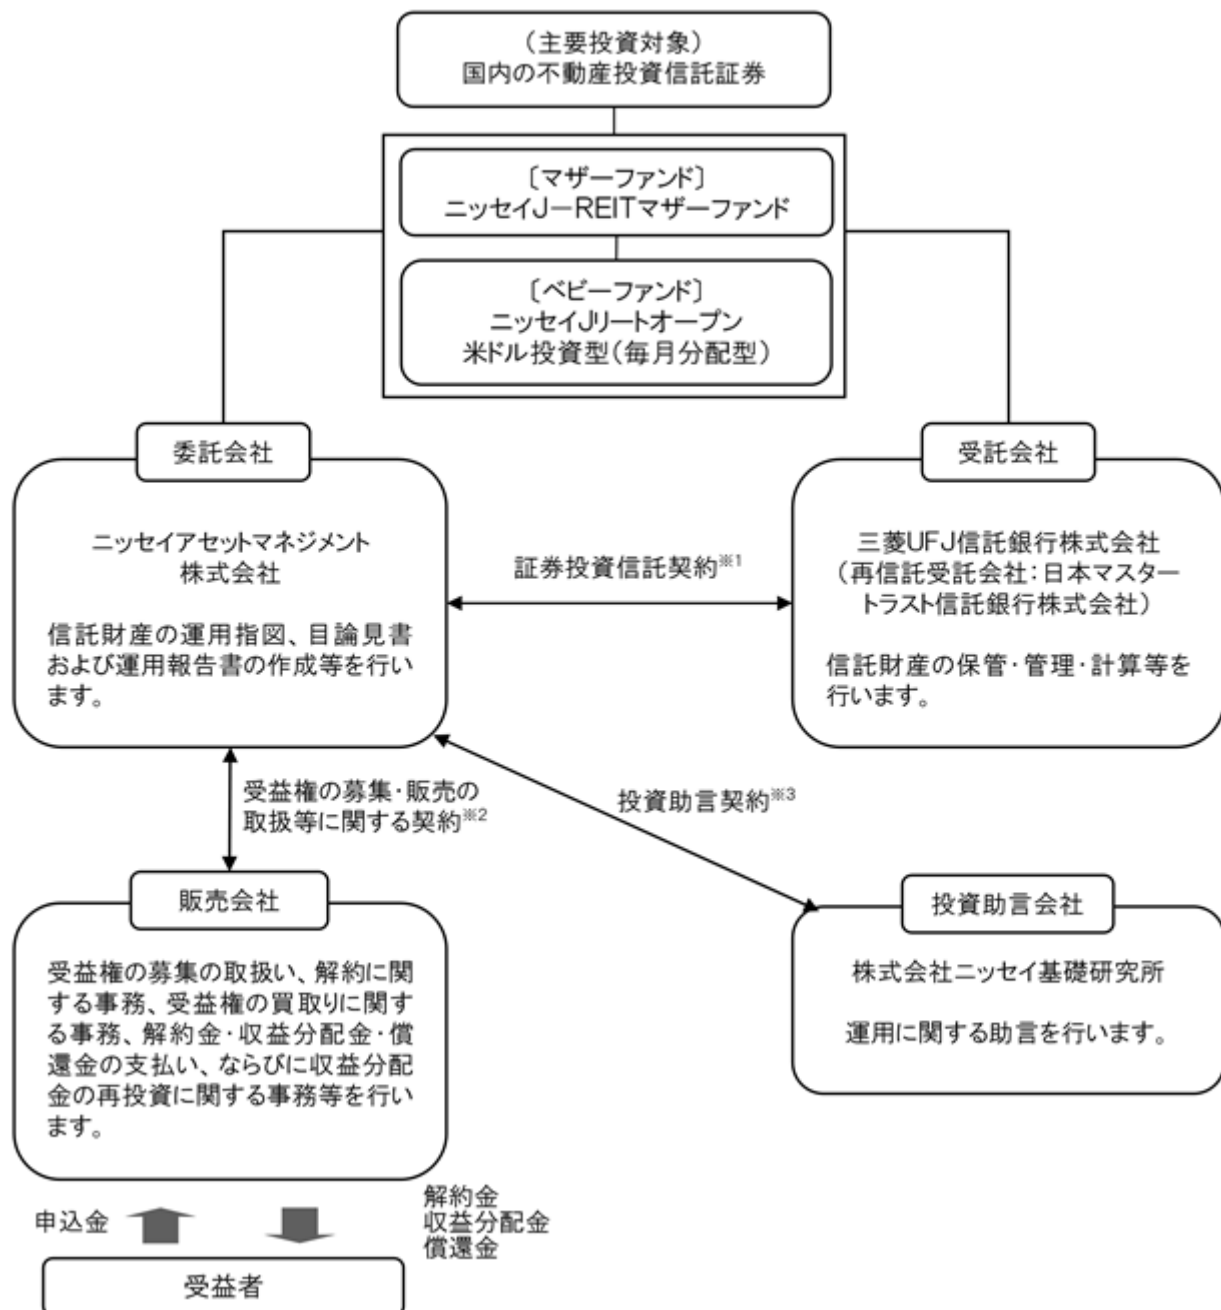 （主要投資対象）
国内の不動産投資信託証券
〔マザーファンド〕
ニッセイJ－REITマザーファンド
〔ベビーファンド〕
ニッセイJリートオープン
米ドル投資型（毎月分配型）
委託会社
ニッセイアセットマネジメント
株式会社
信託財産の運用指図、目論見書
および運用報告書の作成等を行い
ます。
証券投資信託契約※1
受託会社
三菱UFJ信託銀行株式会社
（再信託受託会社：日本マスター
トラスト信託銀行株式会社）
信託財産の保管・管理・計算等を
行います。
受益権の募集・販売の
取扱等に関する契約※2
投資助言契約※3
販売会社
受益権の募集の取扱い、解約に関
する事務、受益権の買取りに関す
る事務、解約金・収益分配金・償
還金の支払い、ならびに収益分配
金の再投資に関する事務等を行い
ます。
投資助言会社
株式会社ニッセイ基礎研究所
運用に関する助言を行います。
申込金
解約金
収益分配金
償還金
受益者